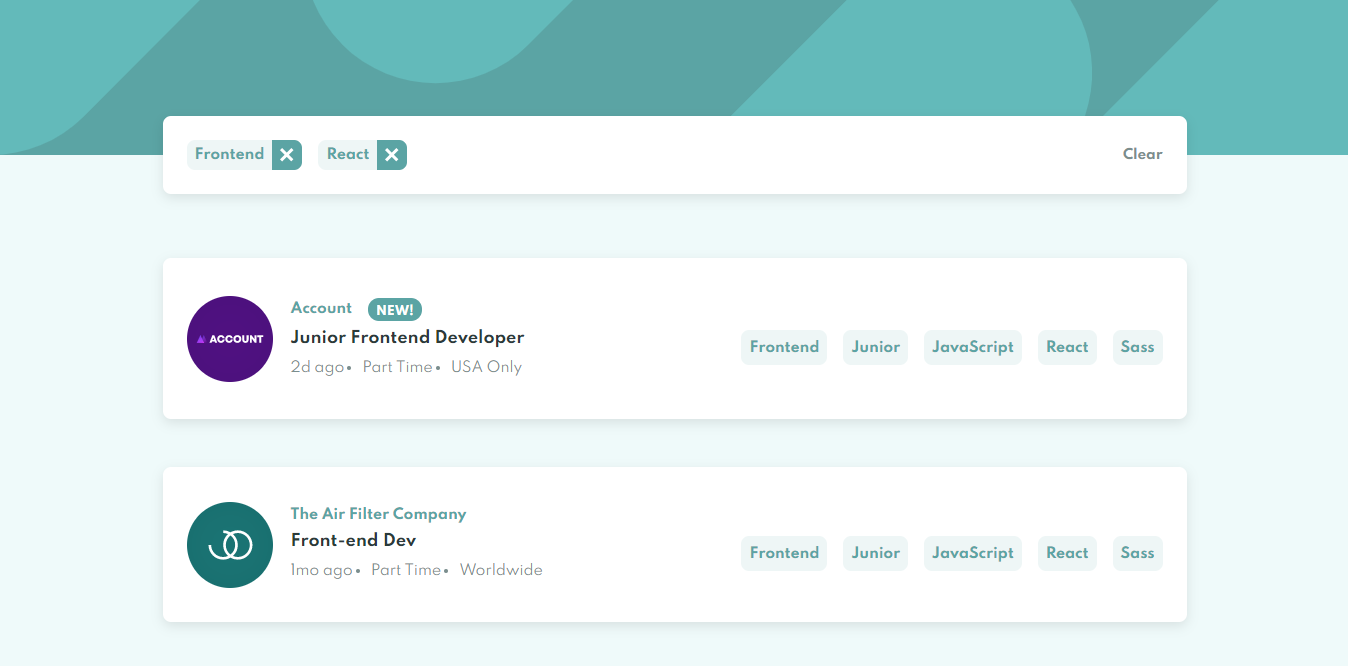 Frontend React Clear
Account NEW!
ACCOUNT
Junior Frontend Developer
2d ago • Part Time • USA Only
Frontend Junior JavaScript React Sass
The Air Filter Company
Front-end Dev
1mo ago • Part Time • Worldwide
Frontend Junior JavaScript React Sass